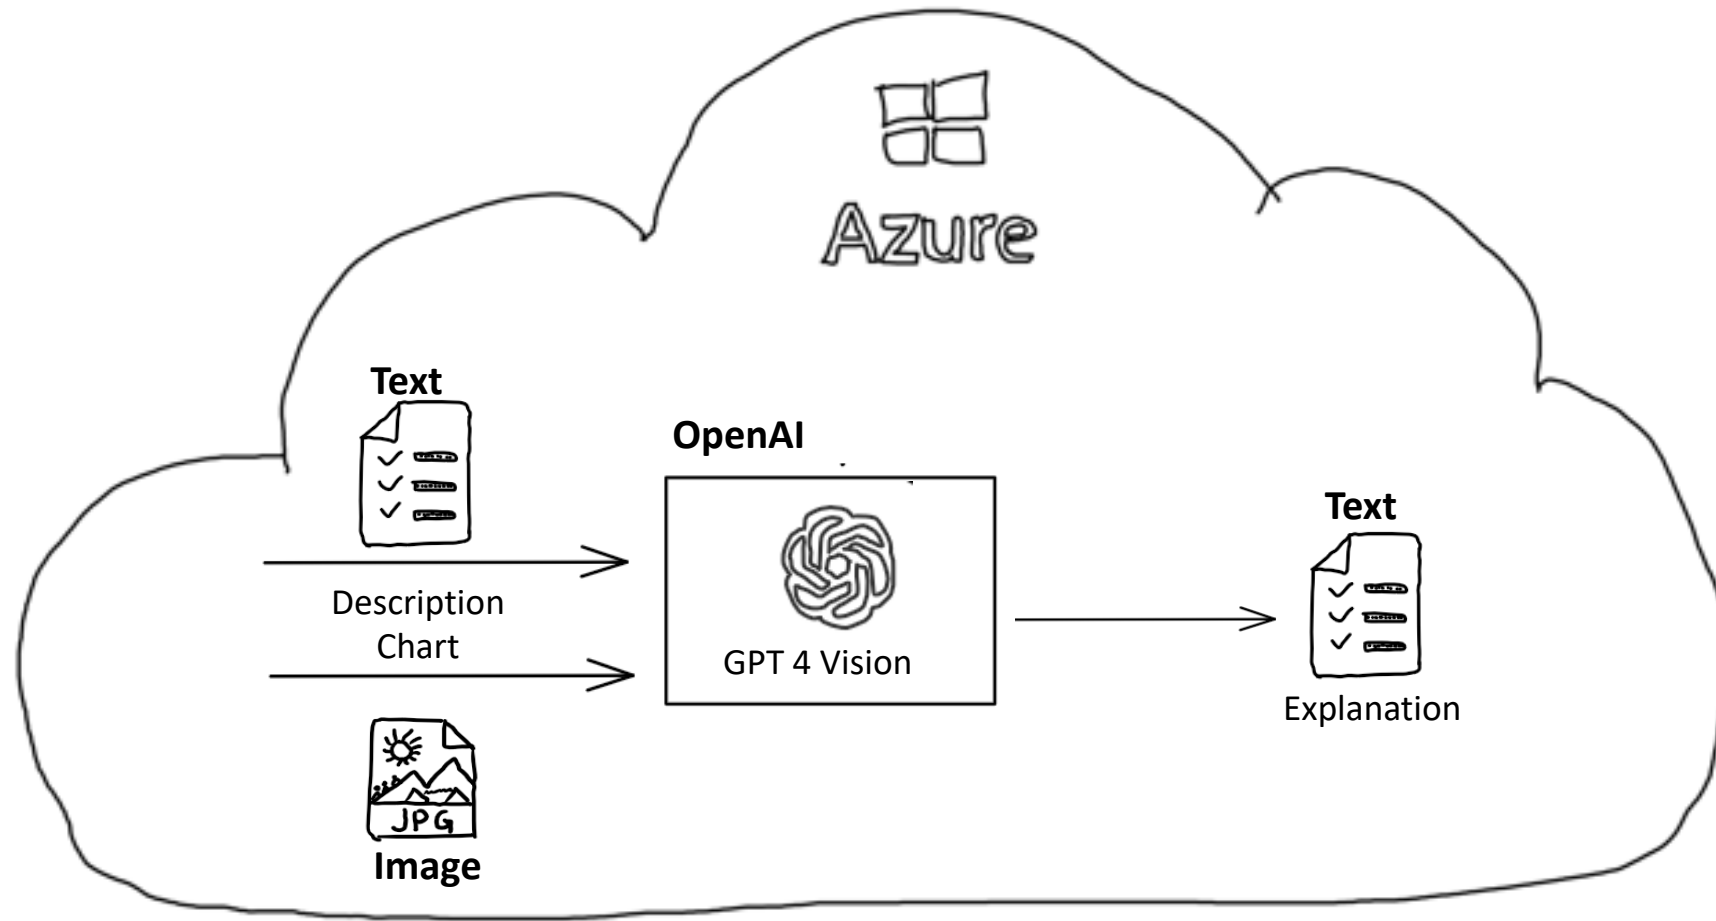 Azure
Text
OpenAI
Description
Chart
GPT 4 Vision
JPG
Image
Text
Explanation